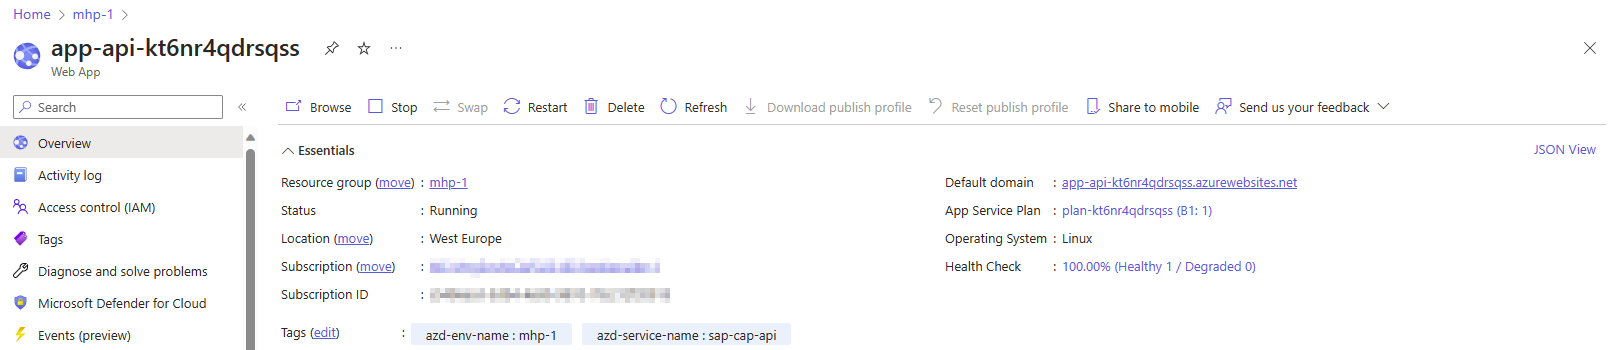 Home > mhp-1 >
app-api-kt6nr4qdrsqss
Web App
Search
Browse Stop Swap Restart Delete Refresh Download publish profile Reset publish profile Share to mobile Send us your feedback
Overview
Activity log
Access control (IAM)
Tags
Diagnose and solve problems
Microsoft Defender for Cloud
Events (preview)
Essentials
JSON View
Resource group (move) : mhp-1
Status : Running
Location (move) : West Europe
Subscription (move) :
Subscription ID :
Default domain : app-api-kt6nr4qdrsqss.azurewebsites.net
App Service Plan : plan-kt6nr4qdrsqss (B1: 1)
Operating System : Linux
Health Check : 100.00% (Healthy 1 / Degraded 0)
Tags (edit) : azd-env-name : mhp-1 azd-service-name : sap-cap-api